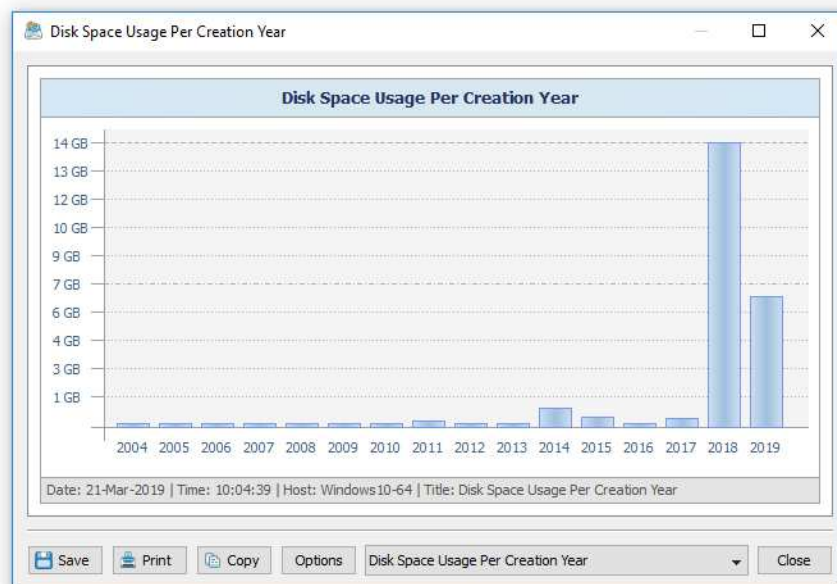 Disk Space Usage Per Creation Year
Disk Space Usage Per Creation Year
14 GB
13 GB
12 GB
10 GB
9 GB
7 GB
6 GB
4 GB
3 GB
1 GB
2004 2005 2006 2007 2008 2009 2010 2011 2012 2013 2014 2015 2016 2017 2018 2019
Date: 21-Mar-2019 | Time: 10:04:39 | Host: Windows10-64 | Title: Disk Space Usage Per Creation Year
Save Print Copy Options Disk Space Usage Per Creation Year Close